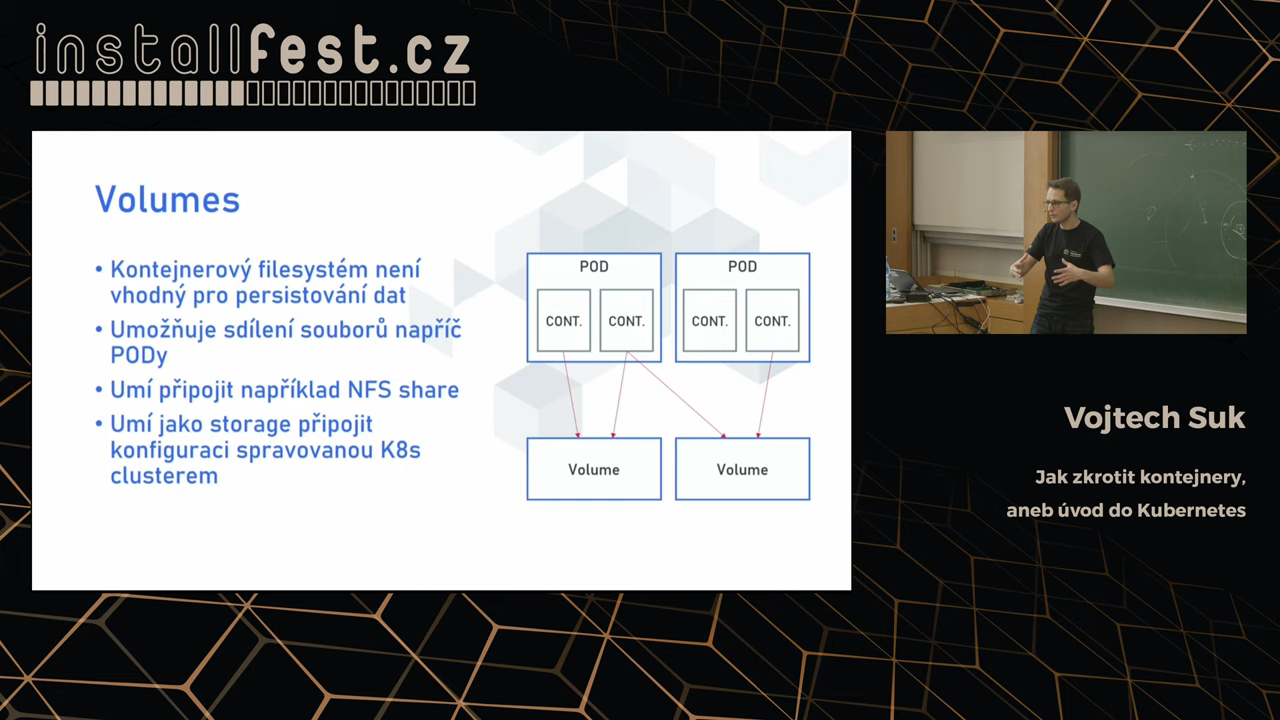 installfest.cz
Volumes
• Kontejnerový filesystém není
vhodný pro persistování dat
• Umožňuje sdílení souborů napříč
PODy
• Umí připojit například NFS share
• Umí jako storage připojit
konfiguraci spravovanou K8s
clusterem
POD
CONT.
CONT.
POD
CONT.
CONT.
Volume
Volume
Vojtech Suk
Jak zkrotit kontejnery,
aneb úvod do Kubernetes